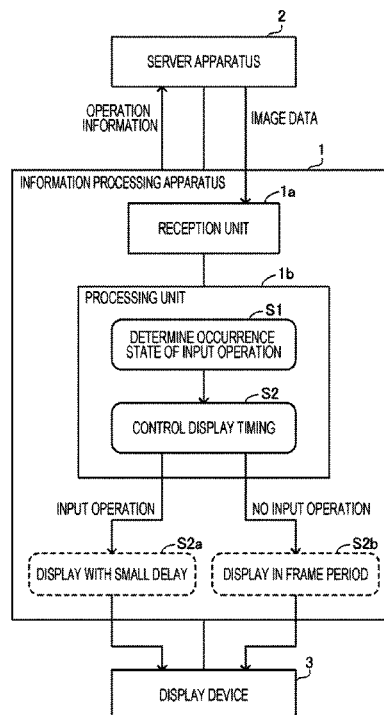 2
SERVER APPARATUS
OPERATION
INFORMATION
IMAGE DATA
1
INFORMATION PROCESSING APPARATUS
1a
RECEPTION UNIT
1b
PROCESSING UNIT
S1
DETERMINE OCCURRENCE
STATE OF INPUT OPERATION
S2
CONTROL DISPLAY TIMING
INPUT OPERATION
NO INPUT OPERATION
S2a
S2b
DISPLAY WITH SMALL DELAY
DISPLAY IN FRAME PERIOD
3
DISPLAY DEVICE